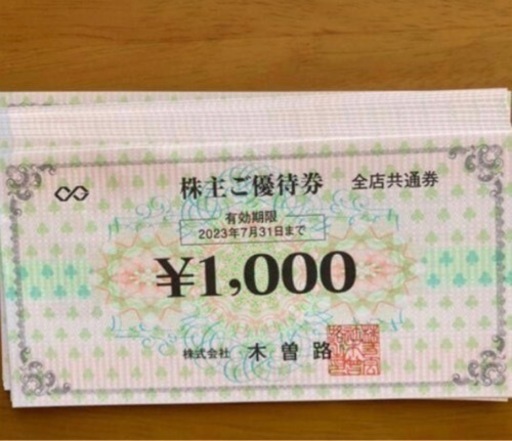 株主ご優待券 全店共通券
有効期限
2023年7月31日まで
¥1,000
株式会社 木曽路